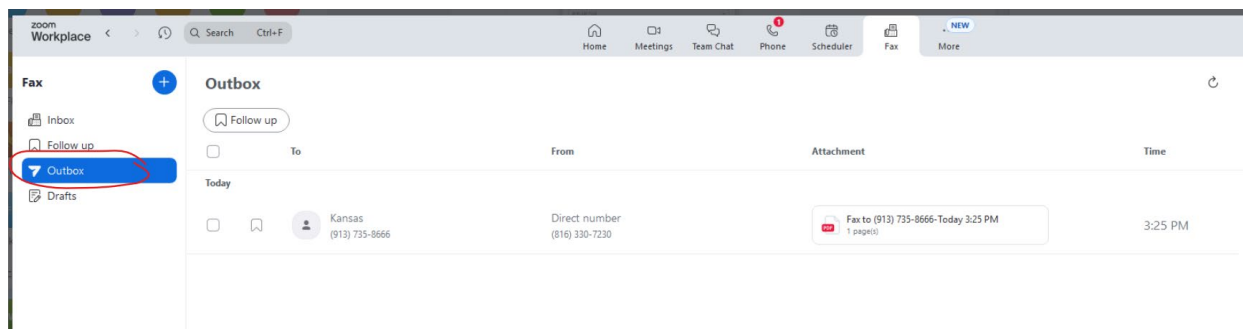 zoom
Workplace
Search Ctrl+F
Home
Meetings
Team Chat
1
Phone
Scheduler
Fax
NEW
More
Fax
Inbox
Follow up
Outbox
Drafts
Outbox
Follow up
To From Attachment Time
Today
Kansas
(913) 735-8666
Direct number
(816) 330-7230
PDF
Fax to (913) 735-8666-Today 3:25 PM
1 page(s)
3:25 PM